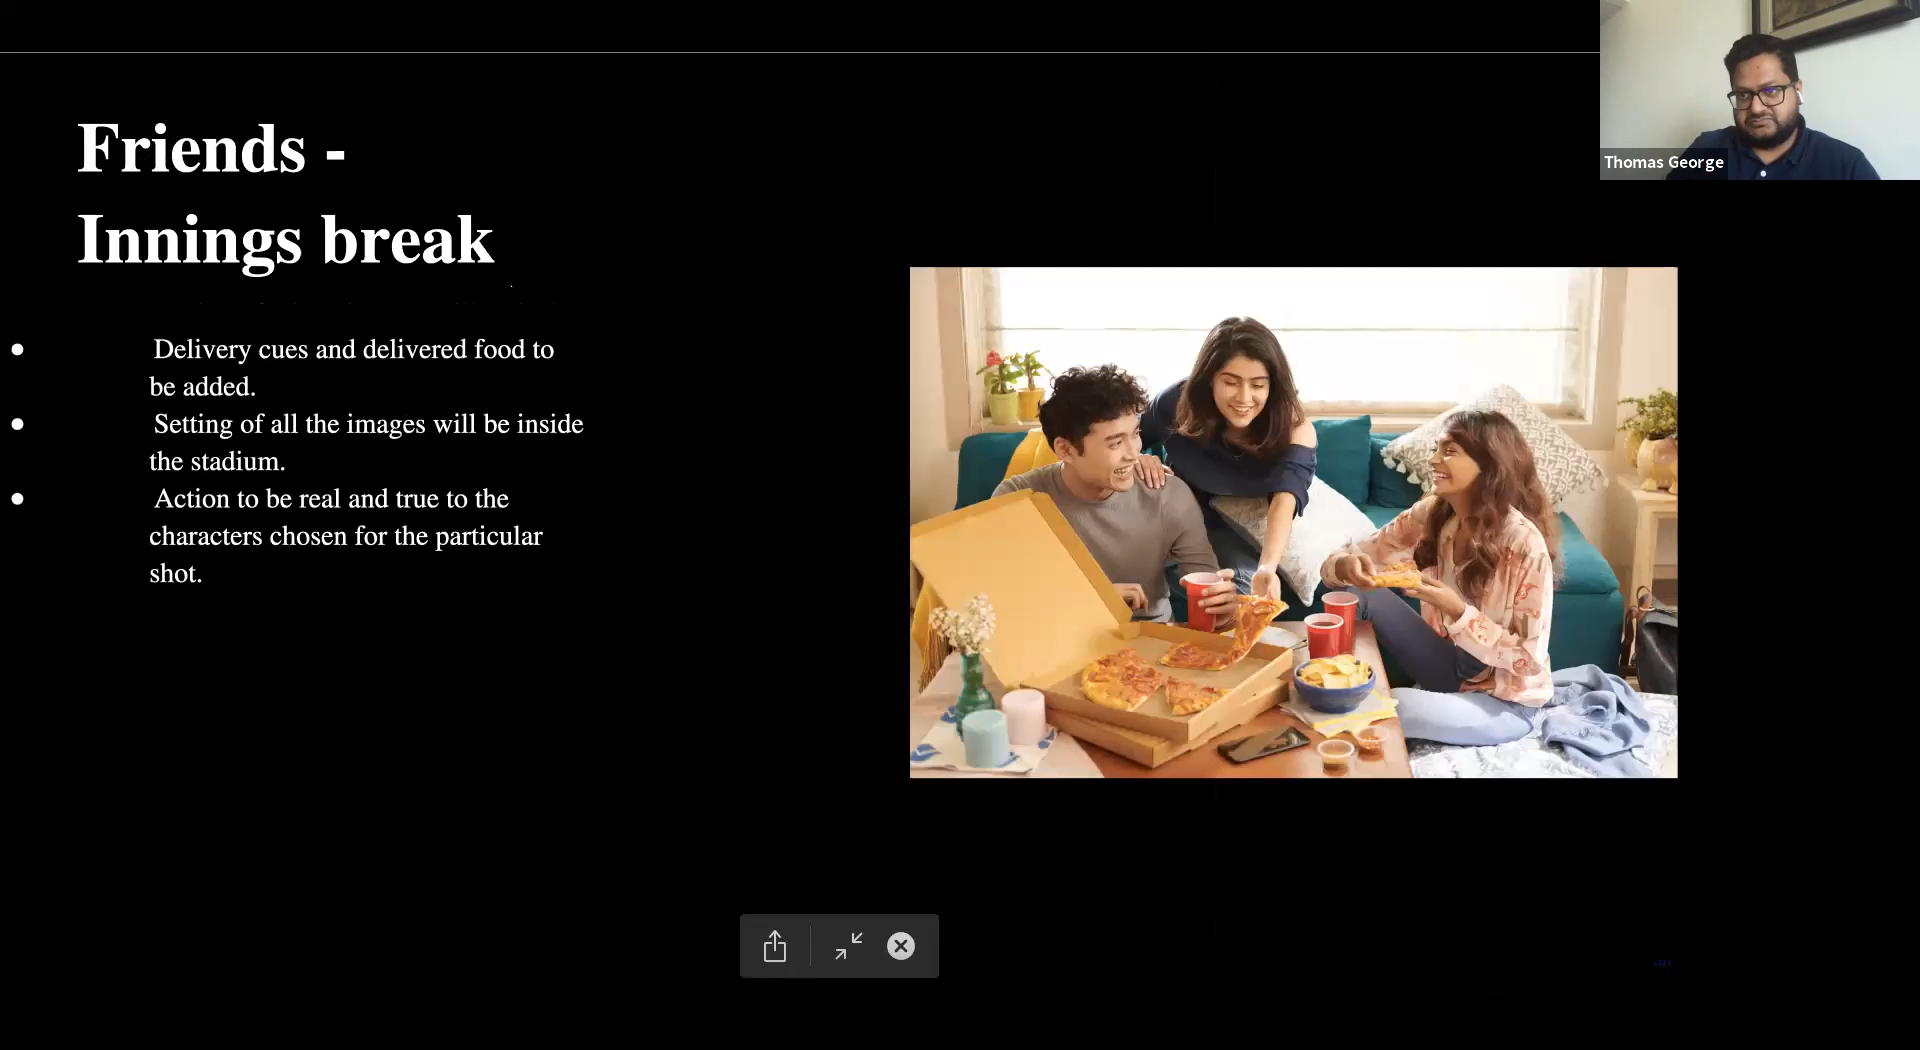 Thomas George
Friends -
Innings break
● Delivery cues and delivered food to
be added.
● Setting of all the images will be inside
the stadium.
● Action to be real and true to the
characters chosen for the particular
shot.